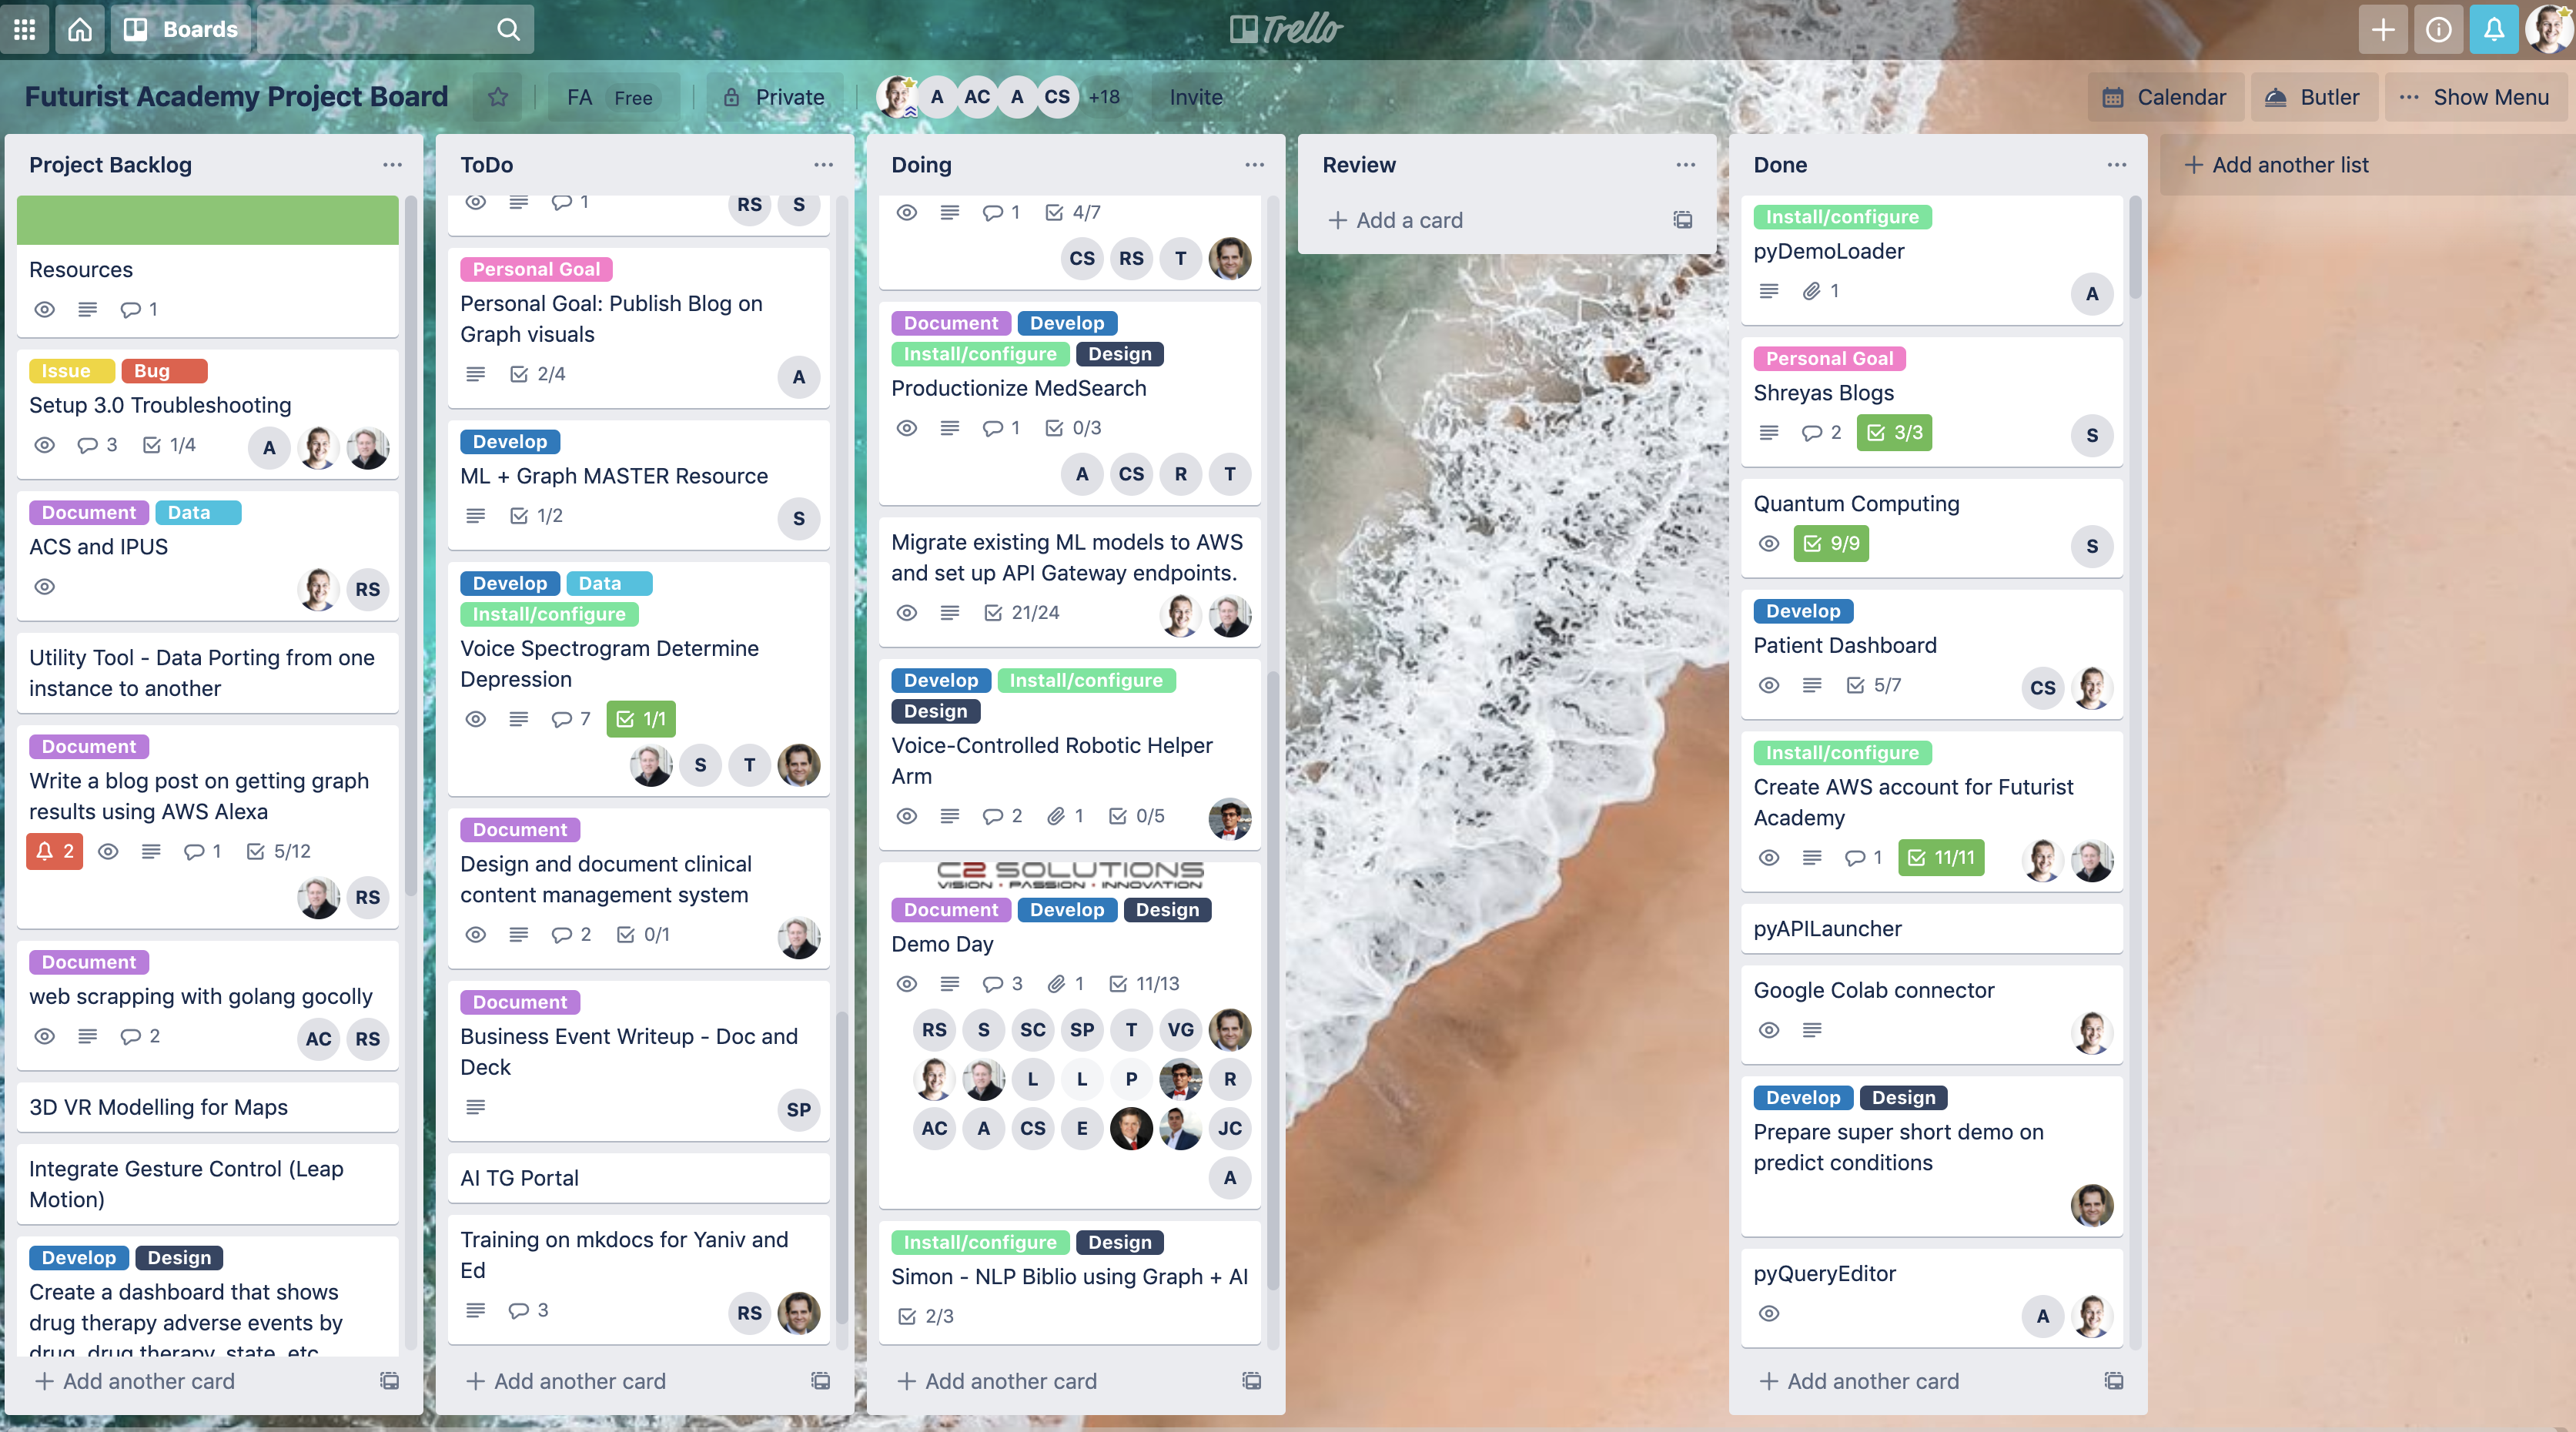 Boards
Trello
Futurist Academy Project Board
FA Free
Private
A AC A CS +18
Invite
Calendar
Butler
Show Menu
Project Backlog
Resources
1
Issue Bug
Setup 3.0 Troubleshooting
3 1/4 A
Document Data
ACS and IPUS
RS
Utility Tool - Data Porting from one
instance to another
Document
Write a blog post on getting graph
results using AWS Alexa
2 1 5/12
RS
Document
web scrapping with golang gocolly
2 AC RS
3D VR Modelling for Maps
Integrate Gesture Control (Leap
Motion)
Develop Design
Create a dashboard that shows
drug therapy adverse events by
drug, drug therapy, state, etc
+ Add another card
ToDo
1 RS S
Personal Goal
Personal Goal: Publish Blog on
Graph visuals
2/4 A
Develop
ML + Graph MASTER Resource
1/2 S
Develop Data
Install/configure
Voice Spectrogram Determine
Depression
7 1/1
S T
Document
Design and document clinical
content management system
2 0/1
Document
Business Event Writeup - Doc and
Deck
SP
AI TG Portal
Training on mkdocs for Yaniv and
Ed
3 RS
+ Add another card
Doing
1 4/7
CS RS T
Document Develop
Install/configure Design
Productionize MedSearch
1 0/3
A CS R T
Migrate existing ML models to AWS
and set up API Gateway endpoints.
21/24
Develop Install/configure
Design
Voice-Controlled Robotic Helper
Arm
2 1 0/5
C2 SOLUTIONS
VISION · PASSION · INNOVATION
Document Develop Design
Demo Day
3 1 11/13
RS S SC SP T VG
L L P R
AC A CS E JC
A
Install/configure Design
Simon - NLP Biblio using Graph + AI
2/3
+ Add another card
Review
+ Add a card
Done
Install/configure
pyDemoLoader
1 A
Personal Goal
Shreyas Blogs
2 3/3 S
Quantum Computing
9/9 S
Develop
Patient Dashboard
5/7 CS
Install/configure
Create AWS account for Futurist
Academy
1 11/11
pyAPILauncher
Google Colab connector
Develop Design
Prepare super short demo on
predict conditions
pyQueryEditor
A
+ Add another card
+ Add another list